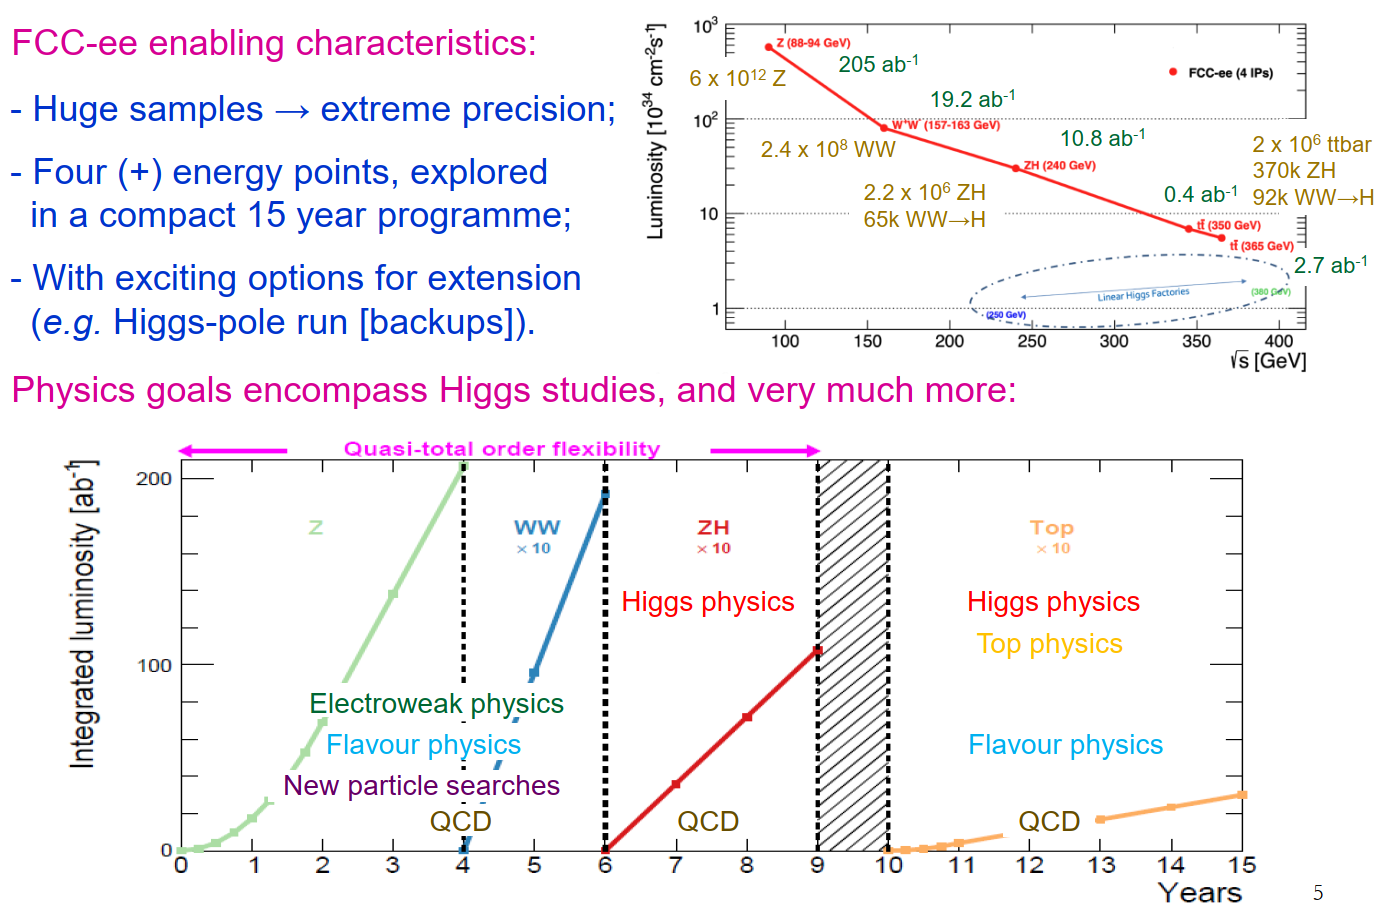 FCC-ee enabling characteristics:
- Huge samples → extreme precision;
- Four (+) energy points, explored
in a compact 15 year programme;
- With exciting options for extension
(e.g. Higgs-pole run [backups]).
Luminosity [10³⁴ cm⁻²s⁻¹]
10³
10²
10
1
Z (88-94 GeV)
205 ab⁻¹
6 x 10¹² Z
FCC-ee (4 IPs)
19.2 ab⁻¹
W⁺W⁻ (157-163 GeV)
10.8 ab⁻¹
2.4 x 10⁸ WW
ZH (240 GeV)
2 x 10⁶ ttbar
370k ZH
92k WW→H
2.2 x 10⁶ ZH
65k WW→H
0.4 ab⁻¹
tt̄ (350 GeV)
tt̄ (365 GeV)
2.7 ab⁻¹
Linear Higgs Factories
(380 GeV)
(250 GeV)
100 150 200 250 300 350 400
√s [GeV]
Physics goals encompass Higgs studies, and very much more:
Quasi-total order flexibility
Integrated luminosity [ab⁻¹]
200
100
0
Z
WW
× 10
ZH
× 10
Top
× 10
Higgs physics
Higgs physics
Top physics
Electroweak physics
Flavour physics
Flavour physics
New particle searches
QCD
QCD
QCD
0 1 2 3 4 5 6 7 8 9 10 11 12 13 14 15
Years
5